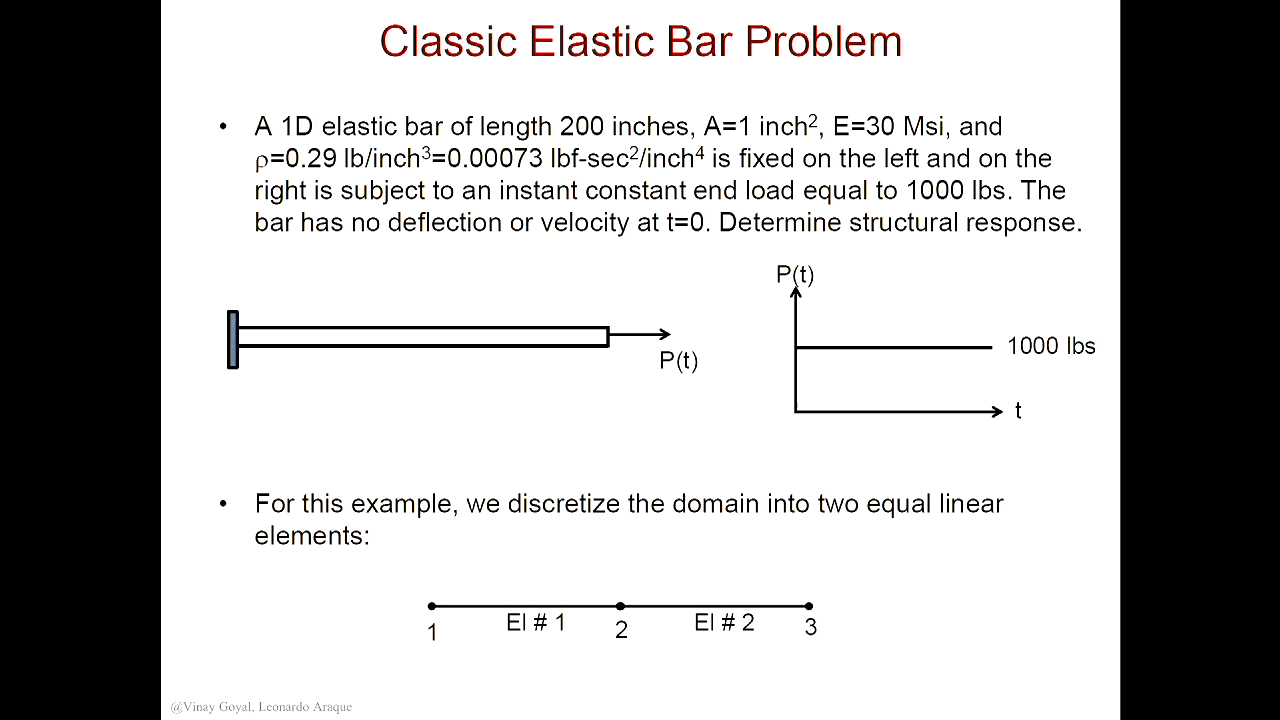 Classic Elastic Bar Problem
• A 1D elastic bar of length 200 inches, A=1 inch², E=30 Msi, and
ρ=0.29 lb/inch³=0.00073 lbf-sec²/inch⁴ is fixed on the left and on the
right is subject to an instant constant end load equal to 1000 lbs. The
bar has no deflection or velocity at t=0. Determine structural response.
P(t)
1000 lbs
P(t)
t
• For this example, we discretize the domain into two equal linear
elements:
El # 1
El # 2
1
2
3
@Vinay Goyal, Leonardo Araque